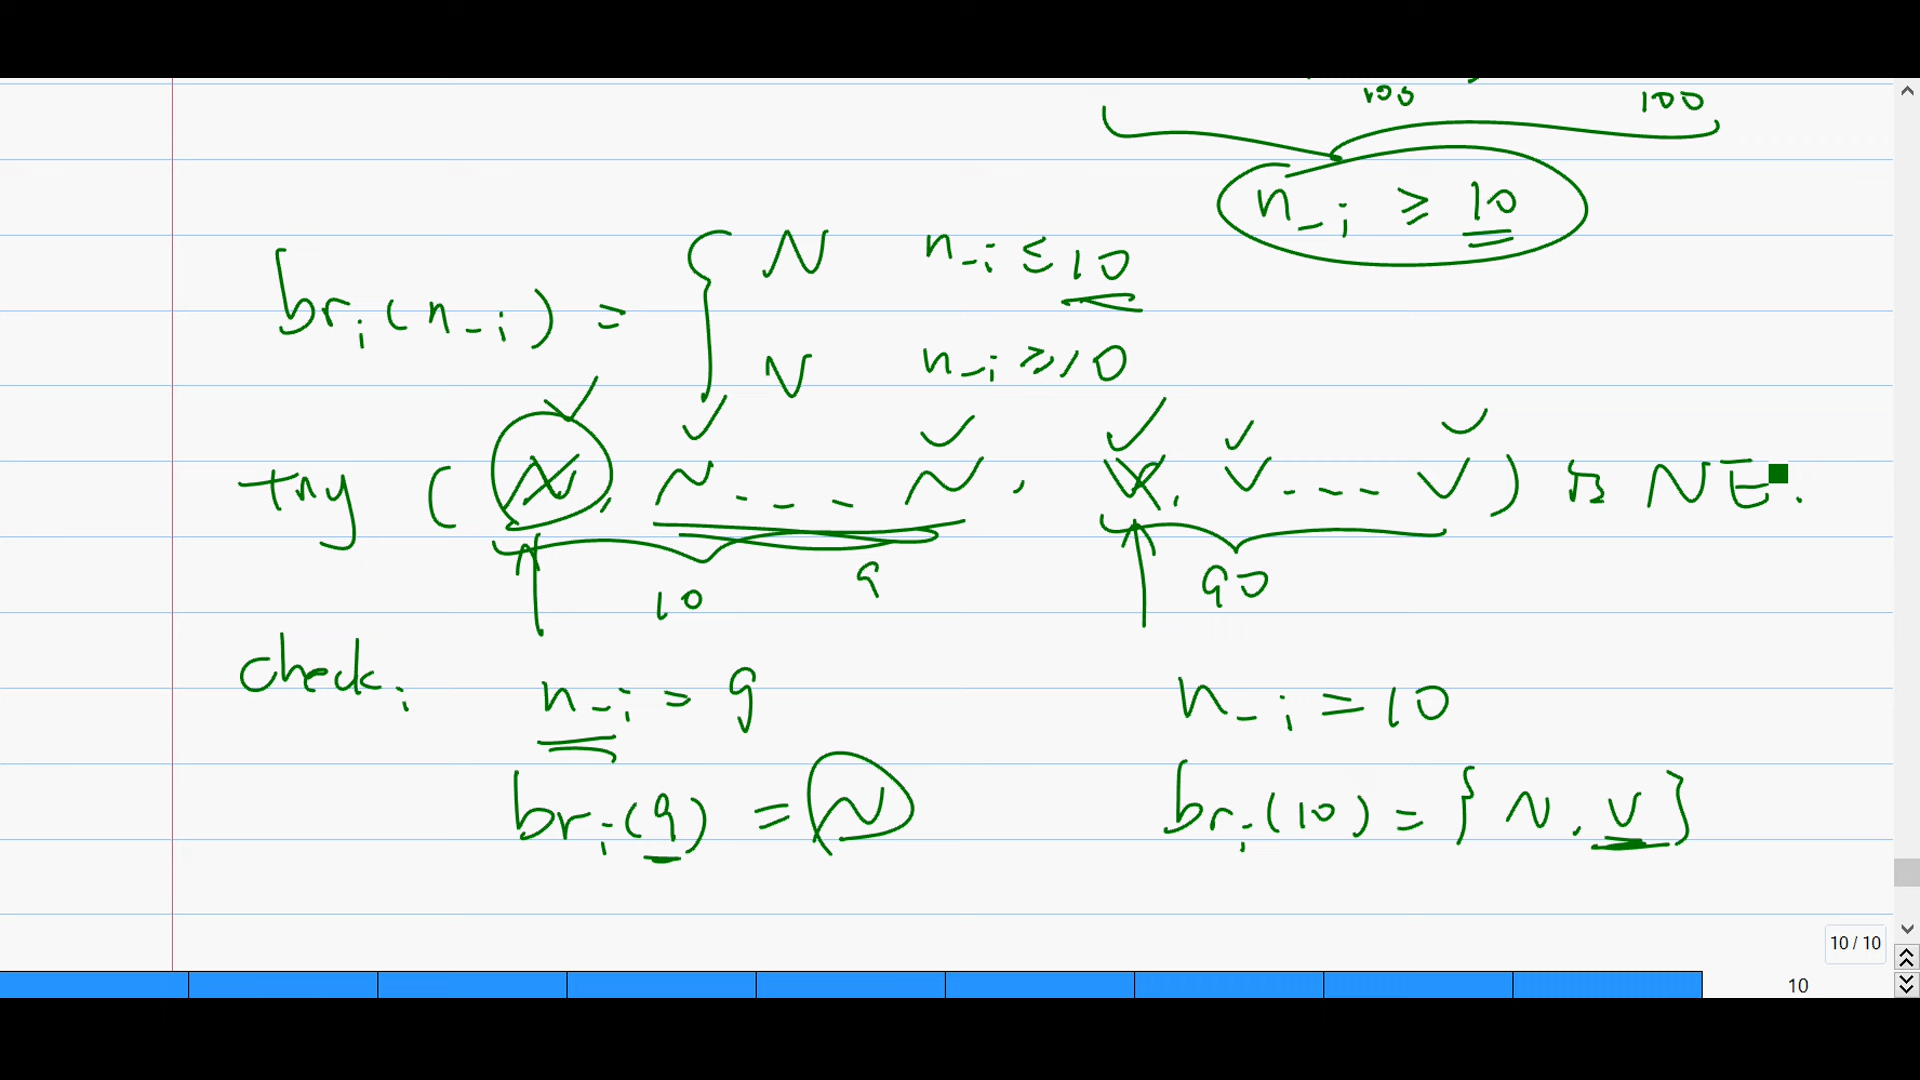 100 100
n_-i ≥ 10
br_i(n_-i) = { N n_-i ≤ 10
V n_-i ≥ 10
try (N, N --- N, V, V --- V) is NE.
10 9 90
Check: n_-i = 9 n_-i = 10
br_i(9) = N br_i(10) = {N, V}
10 / 10
10